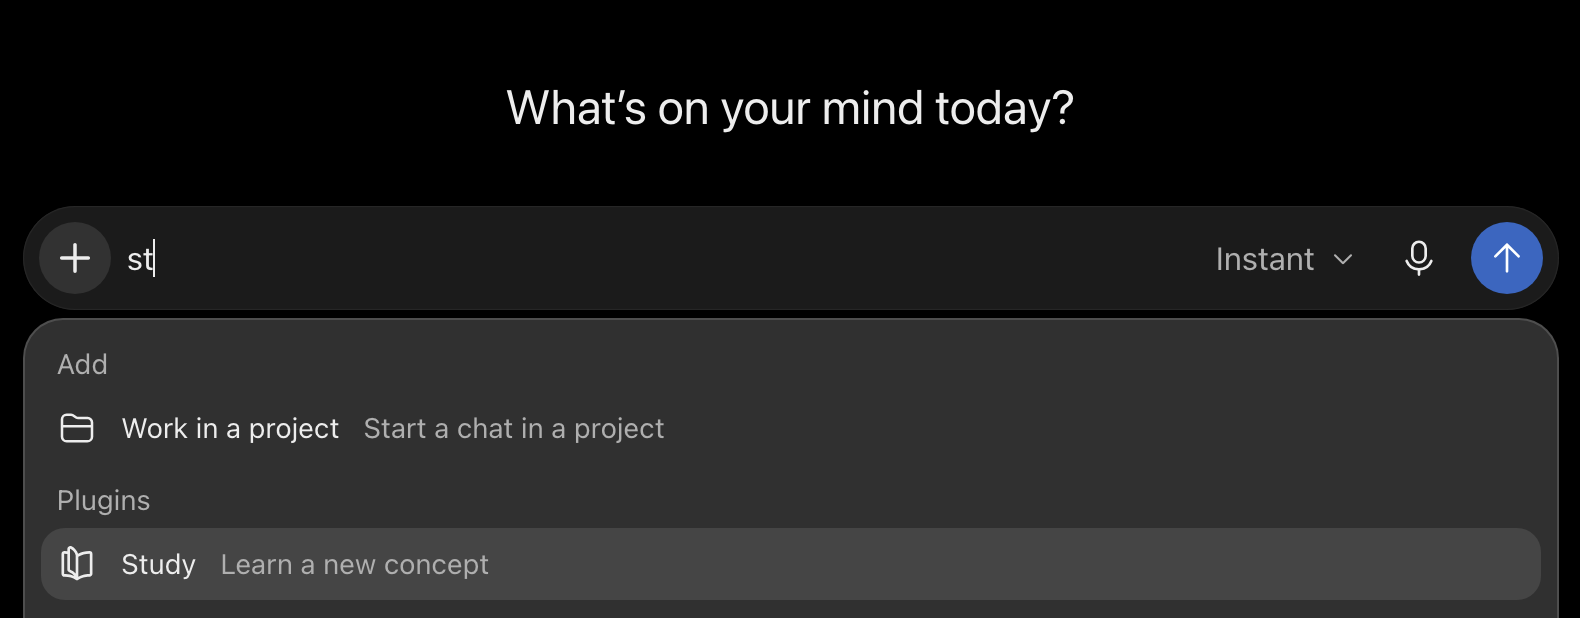 What's on your mind today?
st
Instant
Add
Work in a project Start a chat in a project
Plugins
Study Learn a new concept